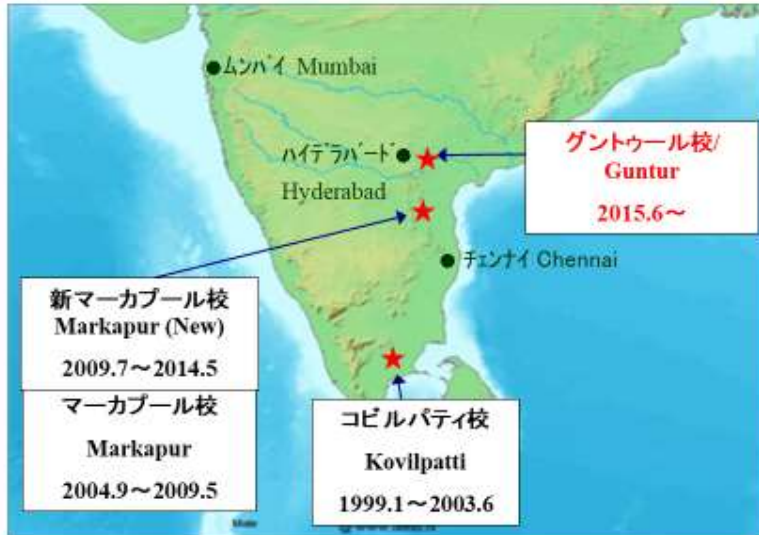 ムンバイ Mumbai
ハイデラバード
Hyderabad
グントゥール校/
Guntur
2015.6～
チェンナイ Chennai
新マーカプール校
Markapur (New)
2009.7～2014.5
マーカプール校
Markapur
2004.9～2009.5
コビルパティ校
Kovilpatti
1999.1～2003.6